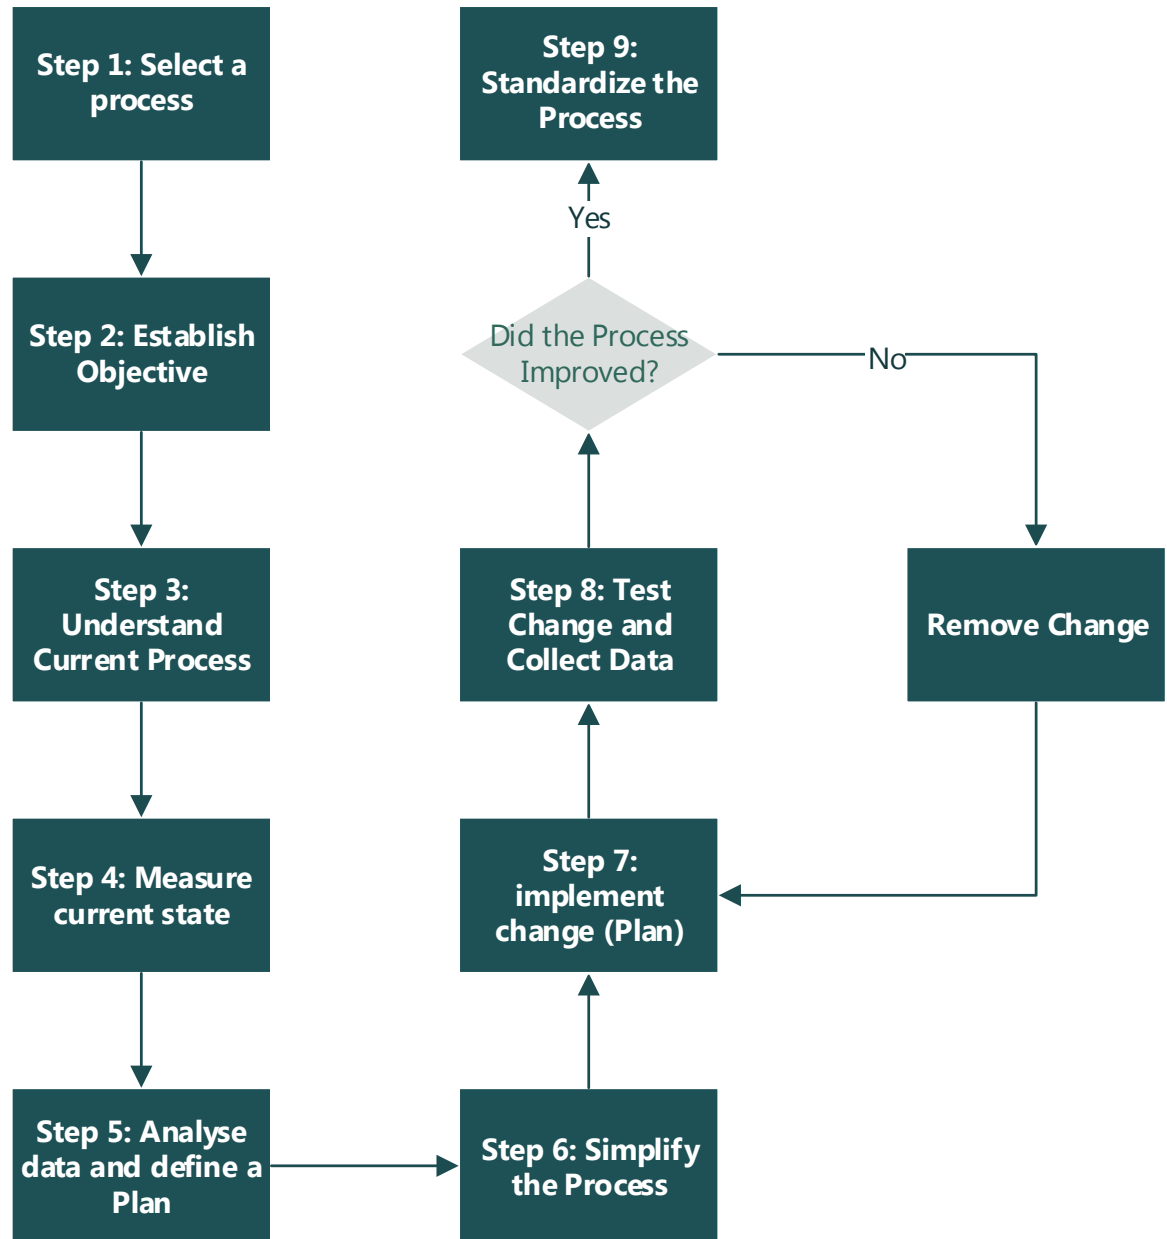 Step 1: Select a
process
Step 2: Establish
Objective
Step 3:
Understand
Current Process
Step 4: Measure
current state
Step 5: Analyse
data and define a
Plan
Step 6: Simplify
the Process
Step 7:
implement
change (Plan)
Step 8: Test
Change and
Collect Data
Did the Process
Improved?
Yes
Step 9:
Standardize the
Process
No
Remove Change